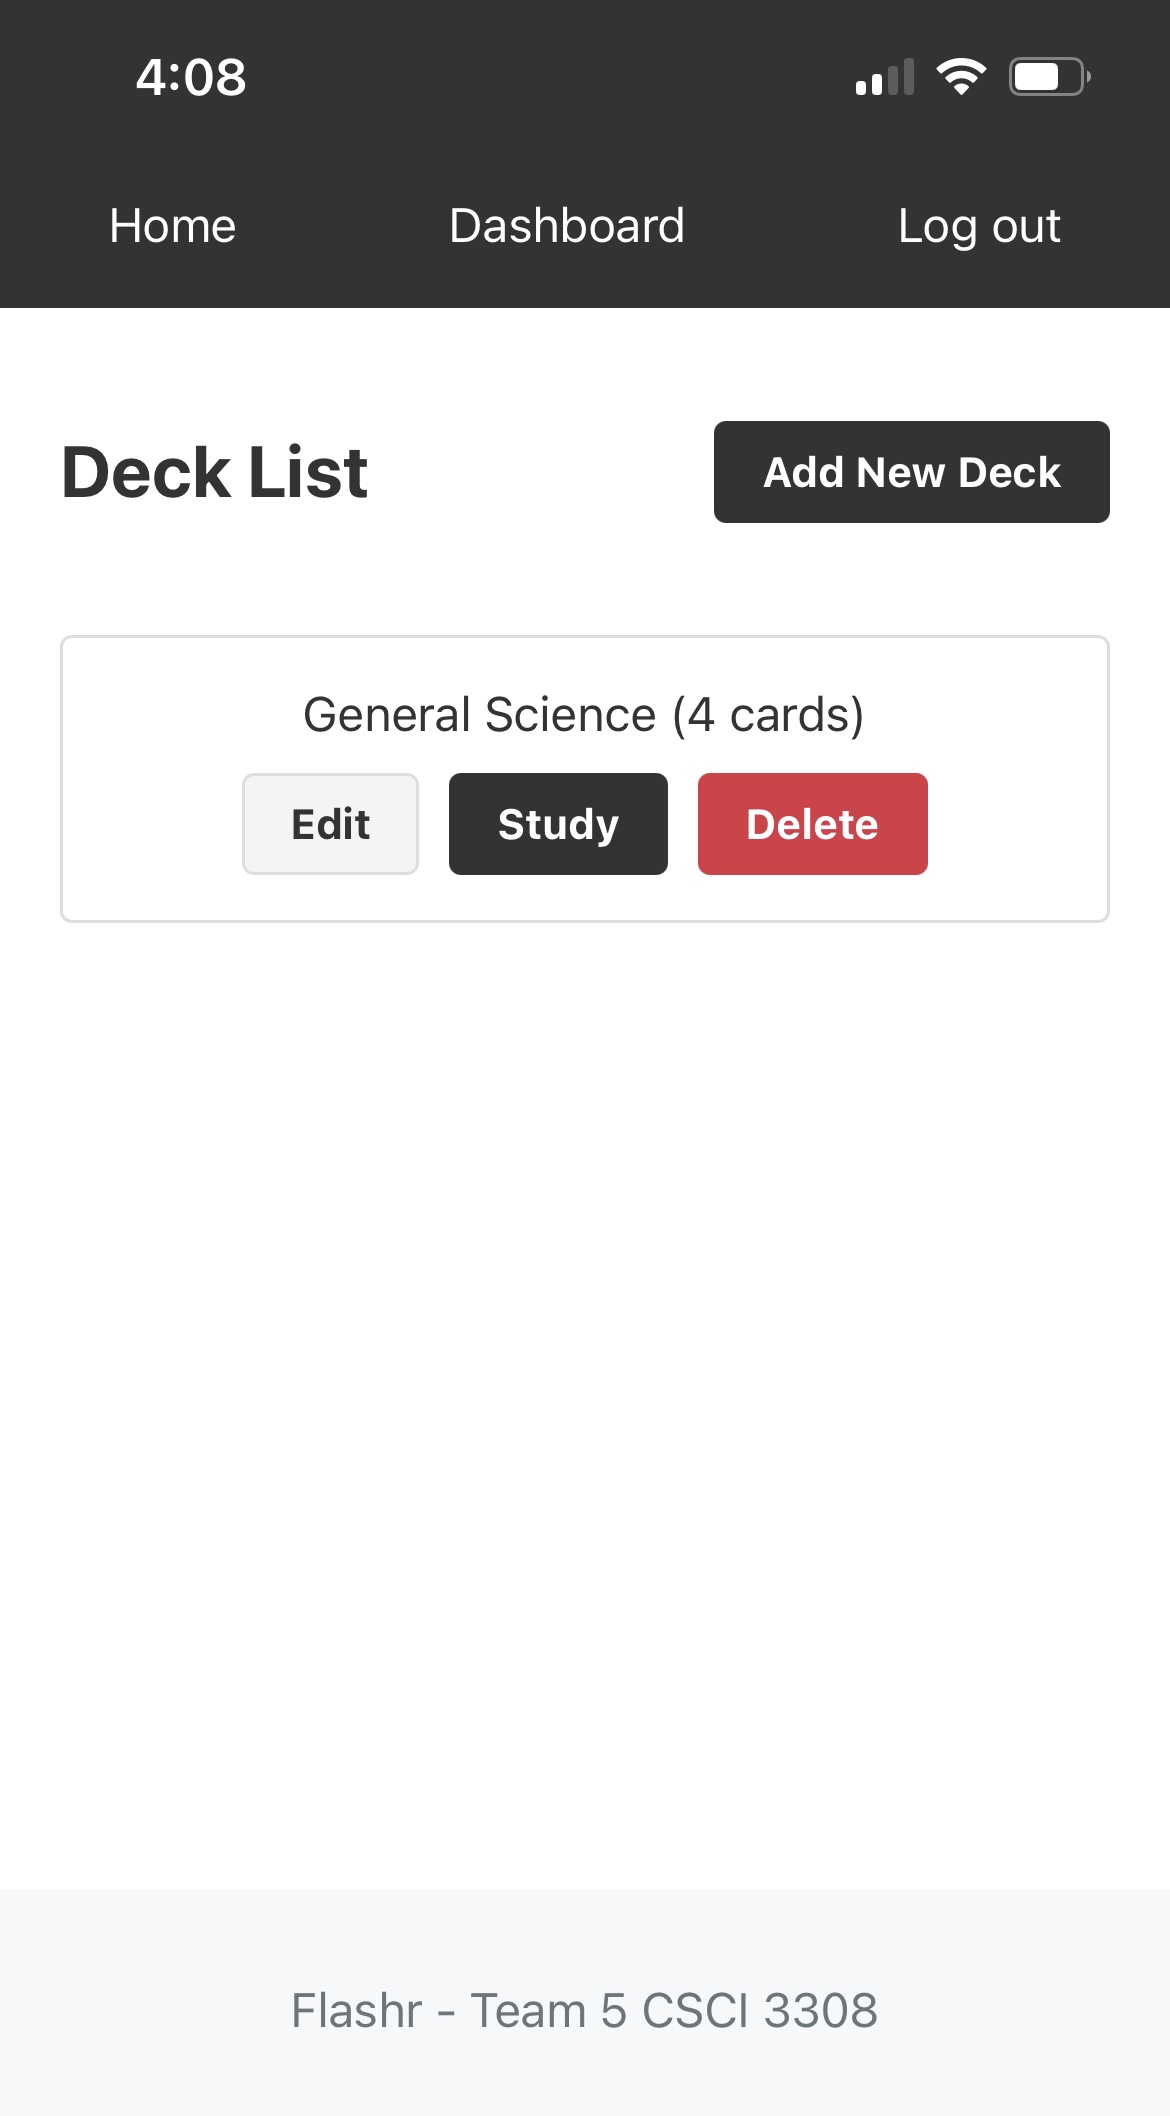 4:08
Home Dashboard Log out
Deck List
Add New Deck
General Science (4 cards)
Edit Study Delete
Flashr - Team 5 CSCI 3308